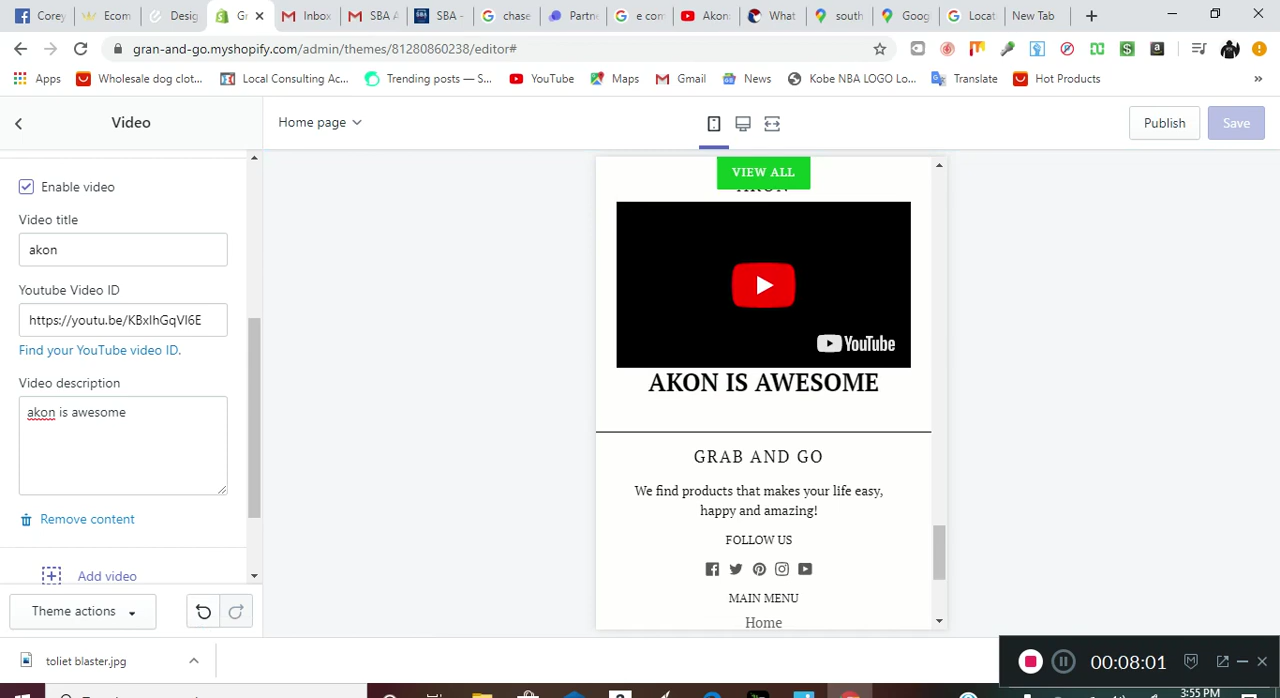 Corey
Ecom
Desig
Gr
Inbox
SBA A
SBA -
chase
Partne
e com
Akon:
What
south
Goog
Locat
New Tab
gran-and-go.myshopify.com/admin/themes/81280860238/editor#
Apps
Wholesale dog clot...
Local Consulting Ac...
Trending posts — S...
YouTube
Maps
Gmail
News
Kobe NBA LOGO Lo...
Translate
Hot Products
»
Video
Home page
Publish
Save
Enable video
Video title
akon
Youtube Video ID
https://youtu.be/KBxIhGqVI6E
Find your YouTube video ID.
Video description
akon is awesome
Remove content
Add video
Theme actions
VIEW ALL
AKON
YouTube
AKON IS AWESOME
GRAB AND GO
We find products that makes your life easy,
happy and amazing!
FOLLOW US
MAIN MENU
Home
toliet blaster.jpg
00:08:01
3:55 PM